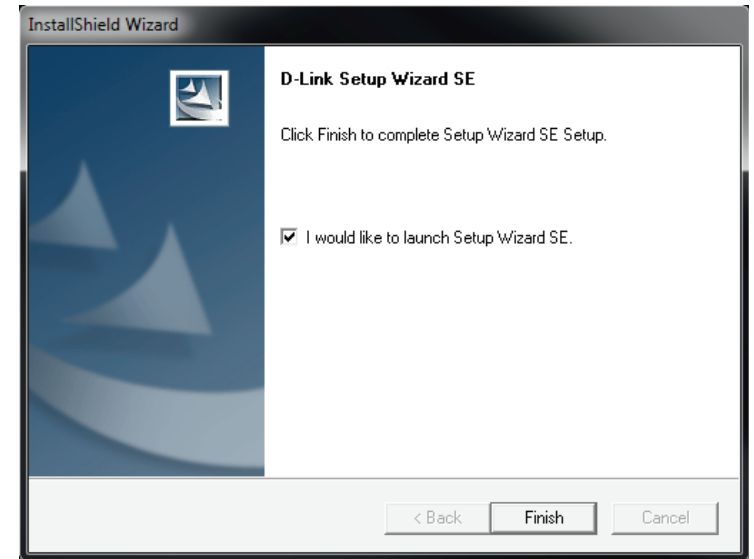 InstallShield Wizard
D-Link Setup Wizard SE
Click Finish to complete Setup Wizard SE Setup.
I would like to launch Setup Wizard SE.
< Back Finish Cancel